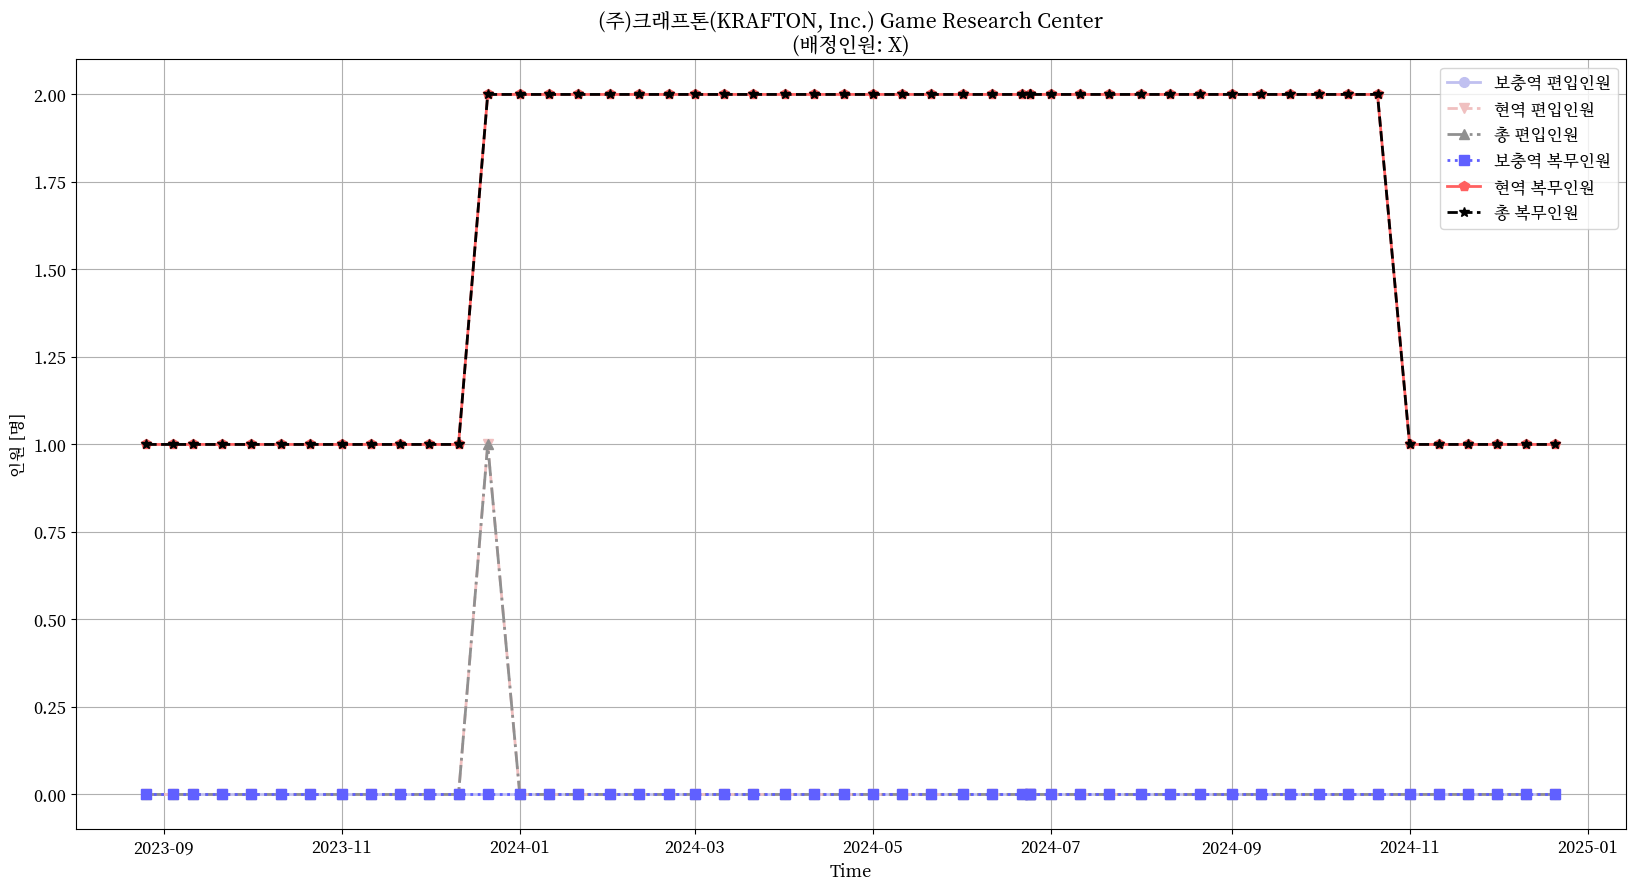 (주)크래프톤(KRAFTON, Inc.) Game Research Center
(배정인원: X)
보충역 편입인원
현역 편입인원
총 편입인원
보충역 복무인원
현역 복무인원
총 복무인원
인원 [명]
2.00
1.75
1.50
1.25
1.00
0.75
0.50
0.25
0.00
2023-09
2023-11
2024-01
2024-03
2024-05
2024-07
2024-09
2024-11
2025-01
Time